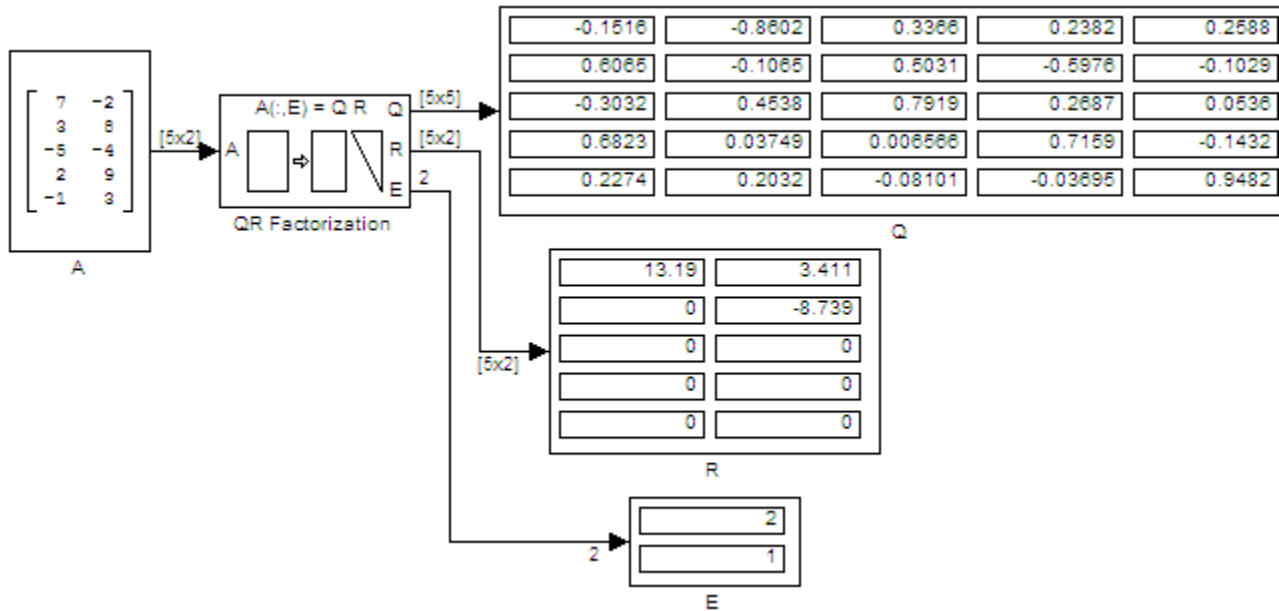 -0.1516 -0.8602 0.3366 0.2382 0.2588
0.6065 -0.1065 0.5031 -0.5976 -0.1029
-0.3032 0.4538 0.7919 0.2687 0.0536
0.6823 0.03749 0.006566 0.7159 -0.1432
0.2274 0.2032 -0.08101 -0.03695 0.9482
Q
7 -2
3 8
-5 -4
2 9
-1 3
A
[5x2]
A(:,E) = Q R
A
Q
R
E
QR Factorization
[5x5]
[5x2]
2
13.19 3.411
0 -8.739
0 0
0 0
0 0
[5x2]
R
2
1
2
E